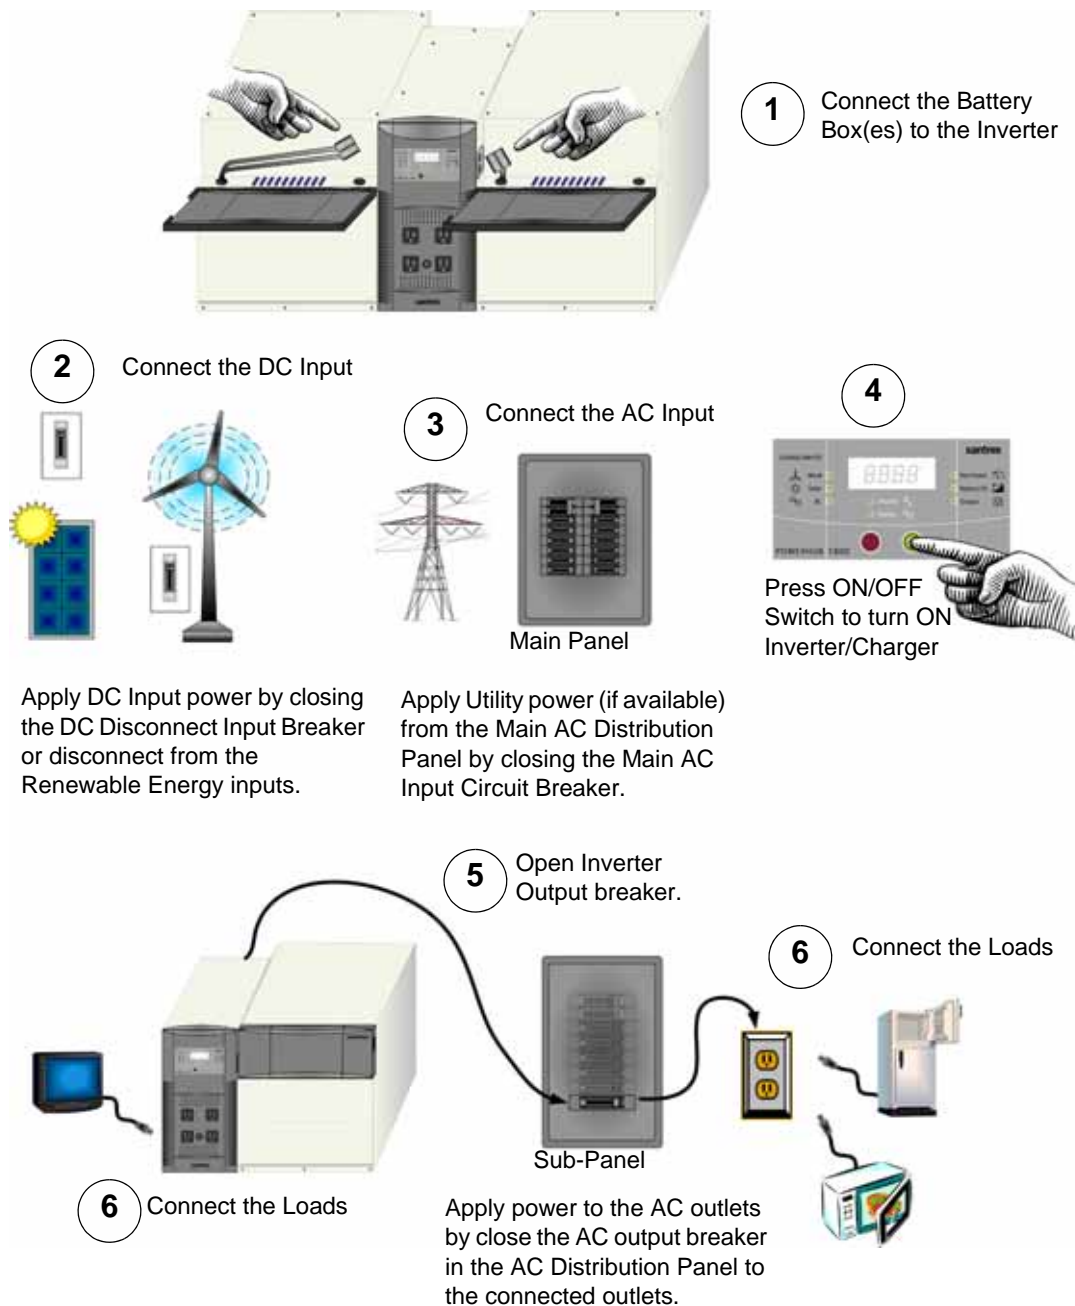 1
Connect the Battery
Box(es) to the Inverter
2
Connect the DC Input
3
Connect the AC Input
4
xantrex
8888
Main Panel
Press ON/OFF
Switch to turn ON
Inverter/Charger
Apply DC Input power by closing
the DC Disconnect Input Breaker
or disconnect from the
Renewable Energy inputs.
Apply Utility power (if available)
from the Main AC Distribution
Panel by closing the Main AC
Input Circuit Breaker.
5
Open Inverter
Output breaker.
6
Connect the Loads
Sub-Panel
6
Connect the Loads
Apply power to the AC outlets
by close the AC output breaker
in the AC Distribution Panel to
the connected outlets.